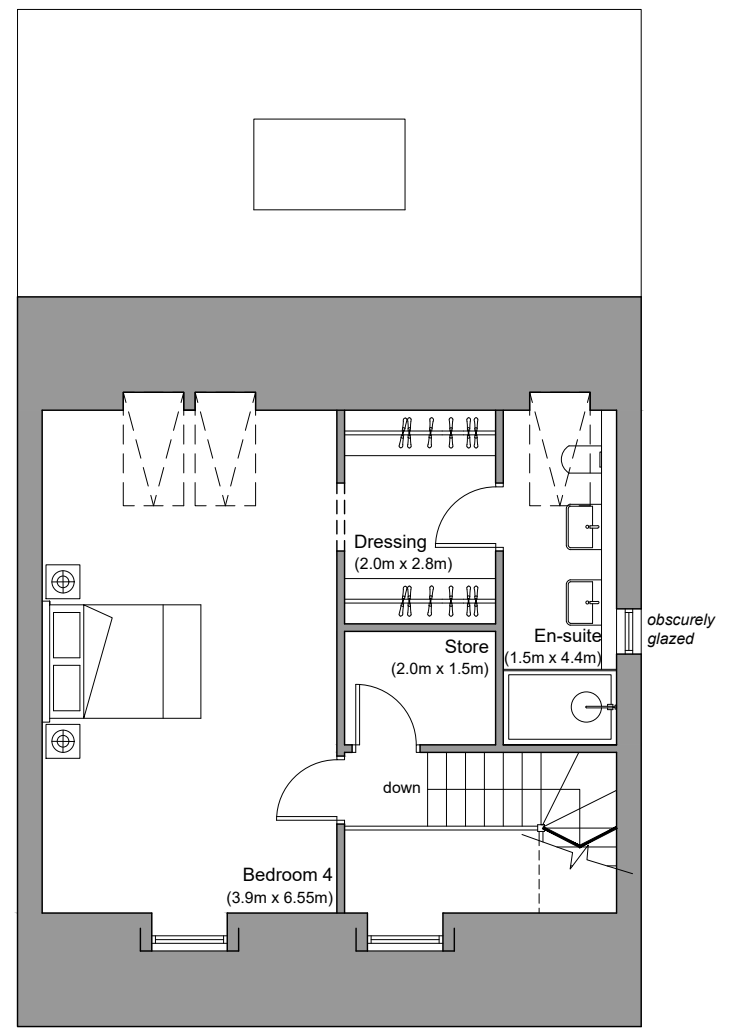 Dressing
(2.0m x 2.8m)
obscurely
glazed
En-suite
(1.5m x 4.4m)
Store
(2.0m x 1.5m)
down
Bedroom 4
(3.9m x 6.55m)